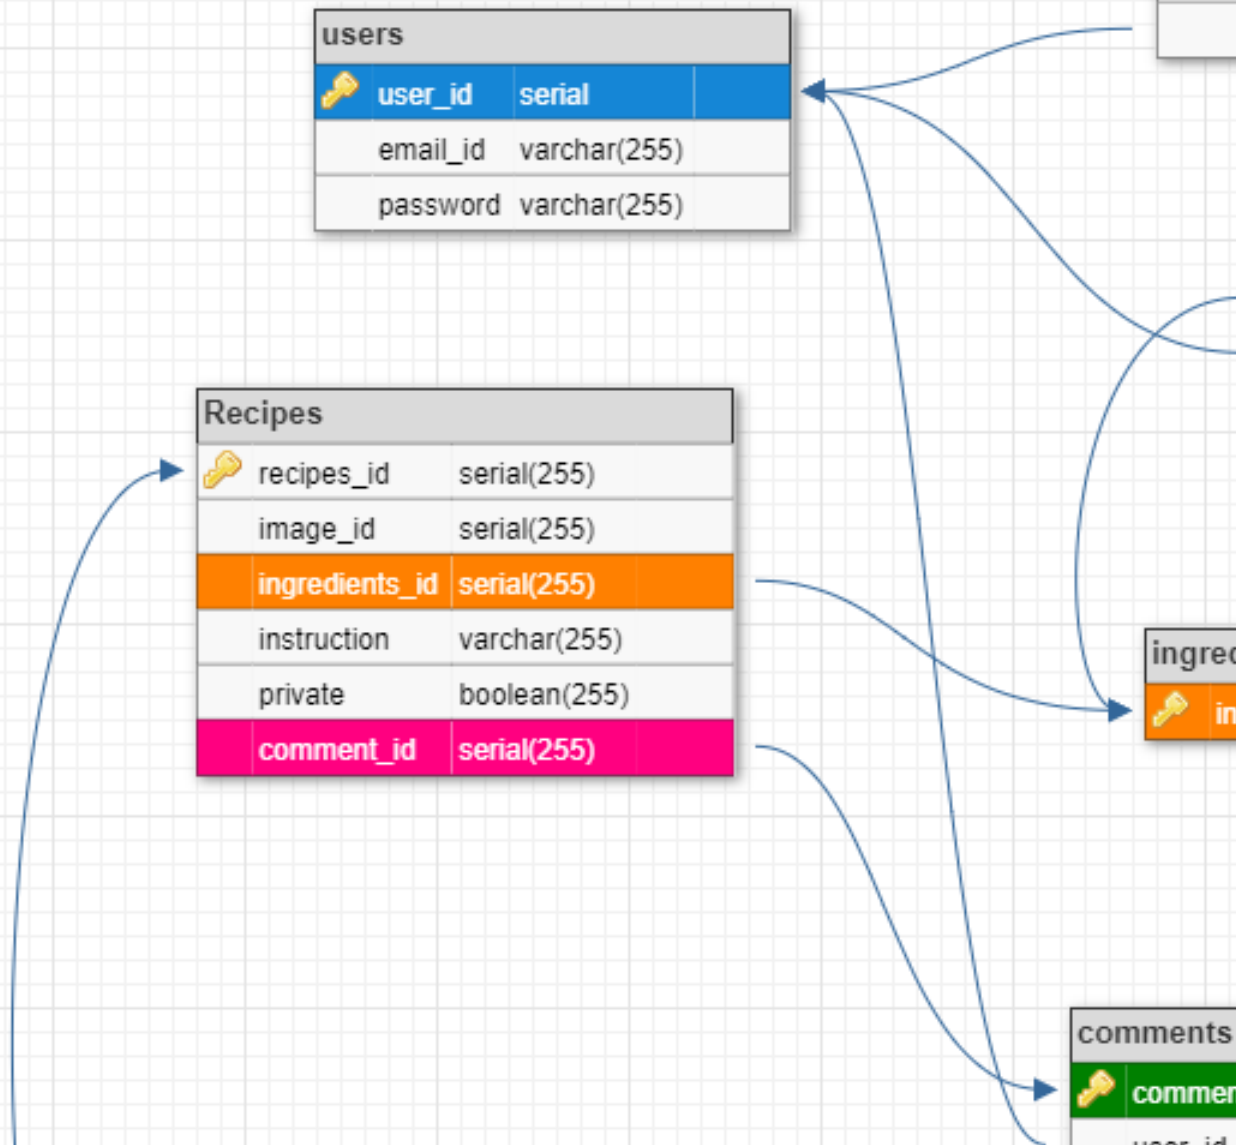 users
user_id serial
email_id varchar(255)
password varchar(255)
Recipes
recipes_id serial(255)
image_id serial(255)
ingredients_id serial(255)
instruction varchar(255)
private boolean(255)
comment_id serial(255)
comments
user_id